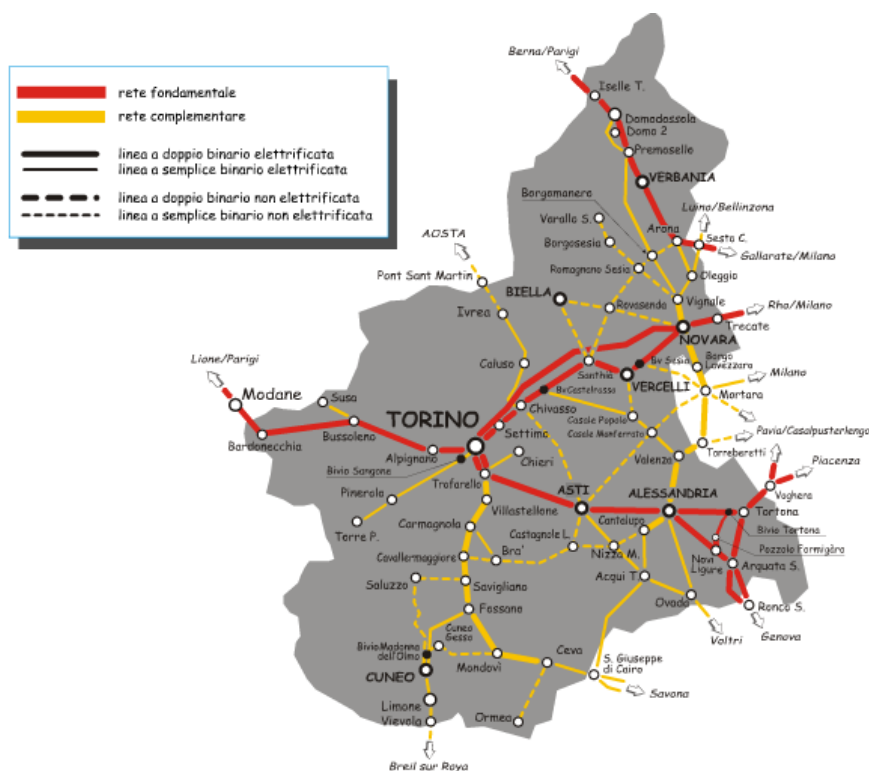 Berna/Parigi
Iselle T.
rete fondamentale
rete complementare
Domodossola
Domo 2
linea a doppio binario elettrificata
linea a semplice binario elettrificata
Premosello
VERBANIA
linea a doppio binario non elettrificata
linea a semplice binario non elettrificata
Borgomanero
Luino/Bellinzona
Varallo S.
Arona
AOSTA
Borgosesia
Sesto C.
Gallarate/Milano
Pont Sant Martin
Romagnano Sesia
Oleggio
BIELLA
Rovasenda
Vignale
Rho/Milano
Ivrea
Trecate
NOVARA
Lione/Parigi
Caluso
Santhià
Bv Sesia
Borgo
Lavezzaro
Milano
VERCELLI
Modane
Susa
Bv Castelrosso
Mortara
TORINO
Chivasso
Casale Popolo
Bardonecchia
Bussoleno
Settimo
Casale Monferrato
Pavia/Casalpusterlengo
Alpignano
Chieri
Valenza
Torreberetti
Bivio Sangone
Trofarello
Piacenza
Pinerolo
ASTI
ALESSANDRIA
Voghera
Villastellone
Tortona
Torre P.
Carmagnola
Castagnole L.
Cantalupo
Bivio Tortona
Cavallermaggiore
Bra'
Nizza M.
Novi
Ligure
Pozzolo Formigàro
Arquata S.
Saluzzo
Savigliano
Acqui T.
Fossano
Ovada
Ronco S.
Cuneo
Gesso
Voltri
Genova
Bivio Madonna
dell'Olmo
Ceva
S. Giuseppe
di Cairo
CUNEO
Mondovì
Savona
Limone
Vievola
Ormea
Breil sur Roya